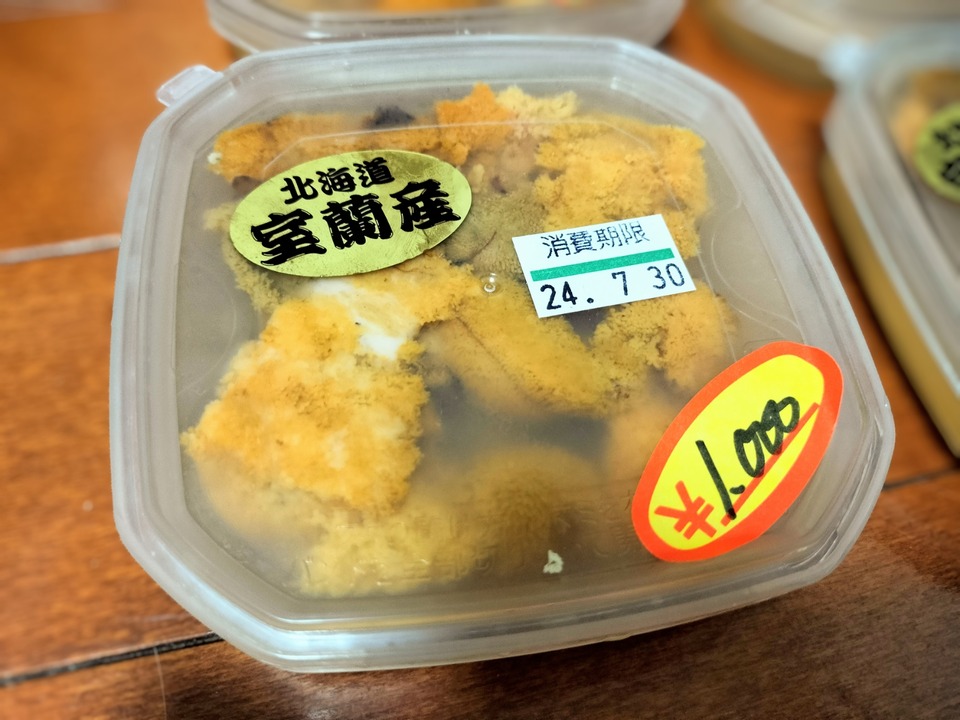 北海道
室蘭産
消費期限
24. 7 30
¥1.000